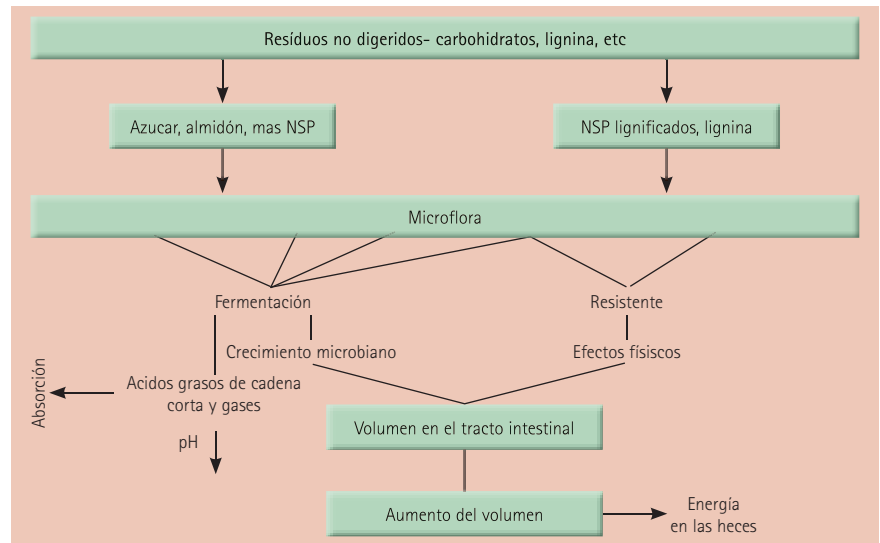 Resíduos no digeridos- carbohidratos, lignina, etc
Azucar, almidón, mas NSP
NSP lignificados, lignina
Microflora
Fermentación
Resistente
Crecimiento microbiano
Efectos físiscos
Absorción
Acidos grasos de cadena
corta y gases
pH
Volumen en el tracto intestinal
Aumento del volumen
Energía
en las heces